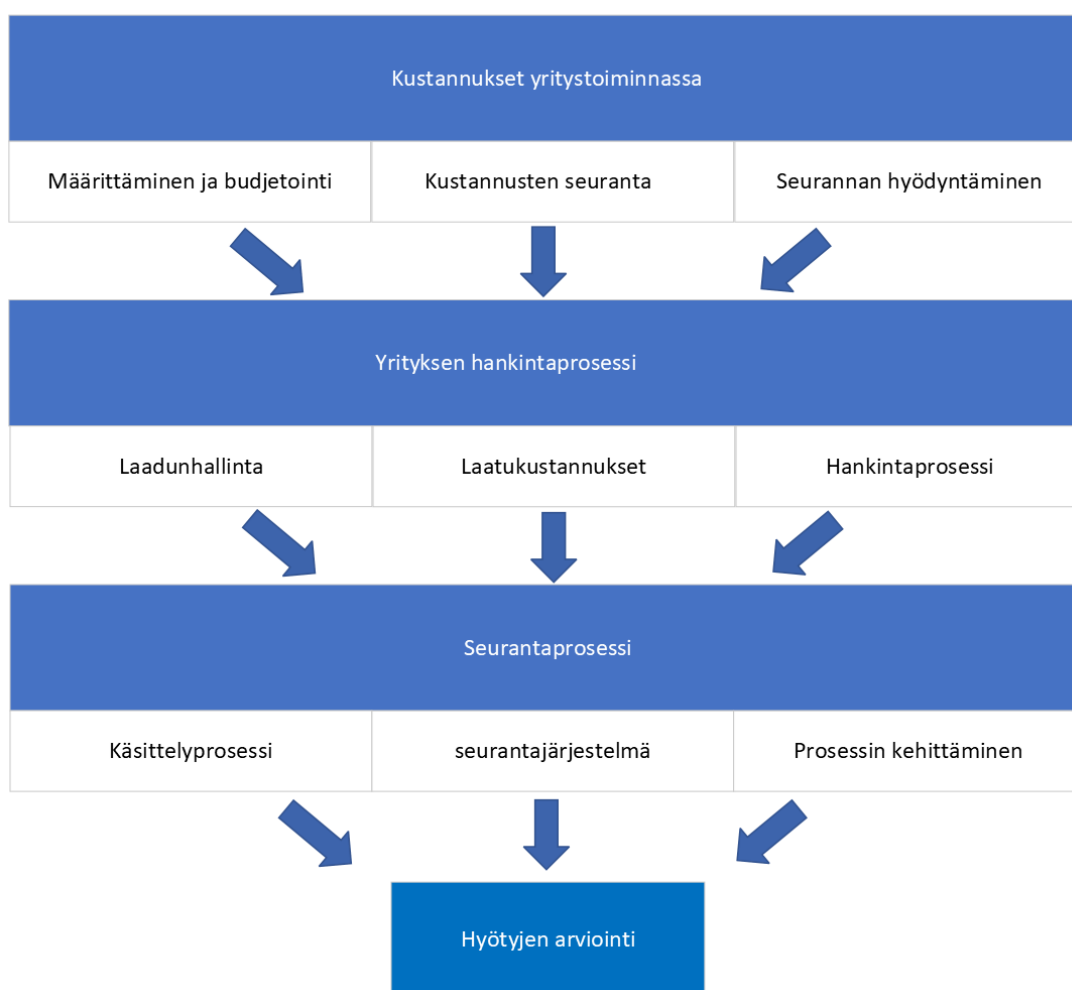 Kustannukset yritystoiminnassa
Määrittäminen ja budjetointi
Kustannusten seuranta
Seurannan hyödyntäminen
Yrityksen hankintaprosessi
Laadunhallinta
Laatukustannukset
Hankintaprosessi
Seurantaprosessi
Käsittelyprosessi
seurantajärjestelmä
Prosessin kehittäminen
Hyötyjen arviointi